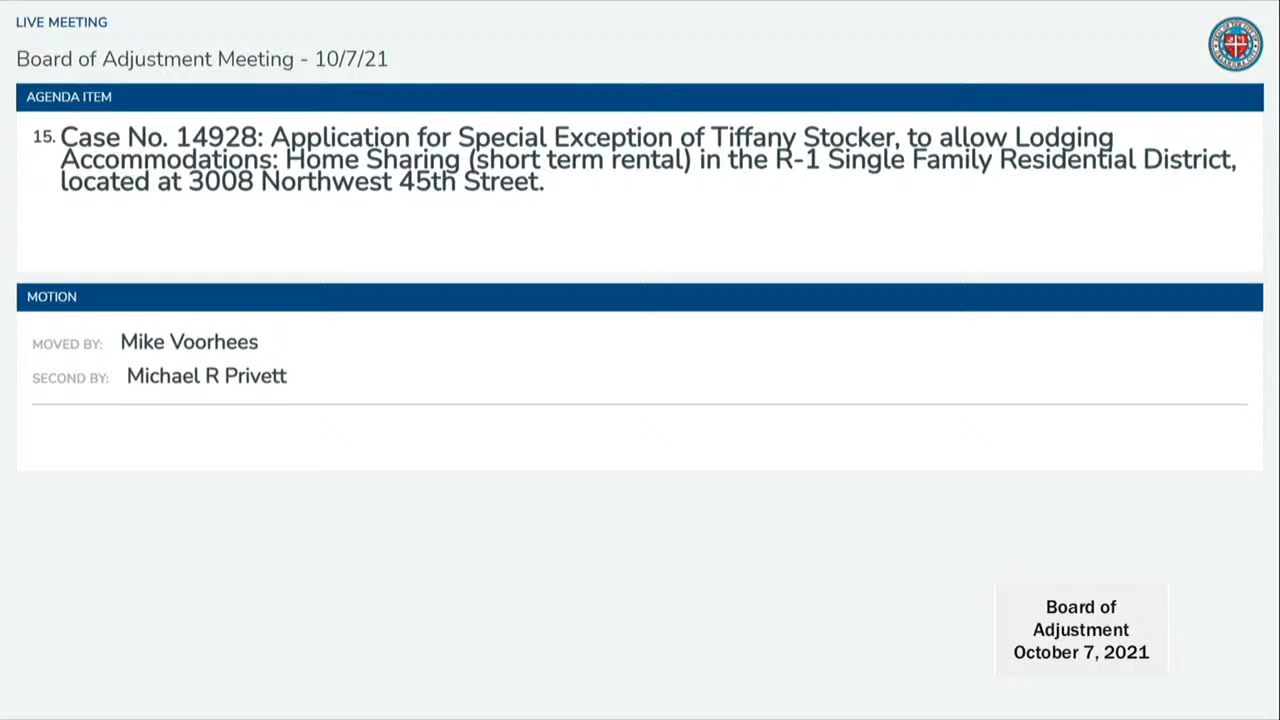 LIVE MEETING
Board of Adjustment Meeting - 10/7/21
AGENDA ITEM
15. Case No. 14928: Application for Special Exception of Tiffany Stocker, to allow Lodging
Accommodations: Home Sharing (short term rental) in the R-1 Single Family Residential District,
located at 3008 Northwest 45th Street.
MOTION
MOVED BY: Mike Voorhees
SECOND BY: Michael R Privett
Board of
Adjustment
October 7, 2021